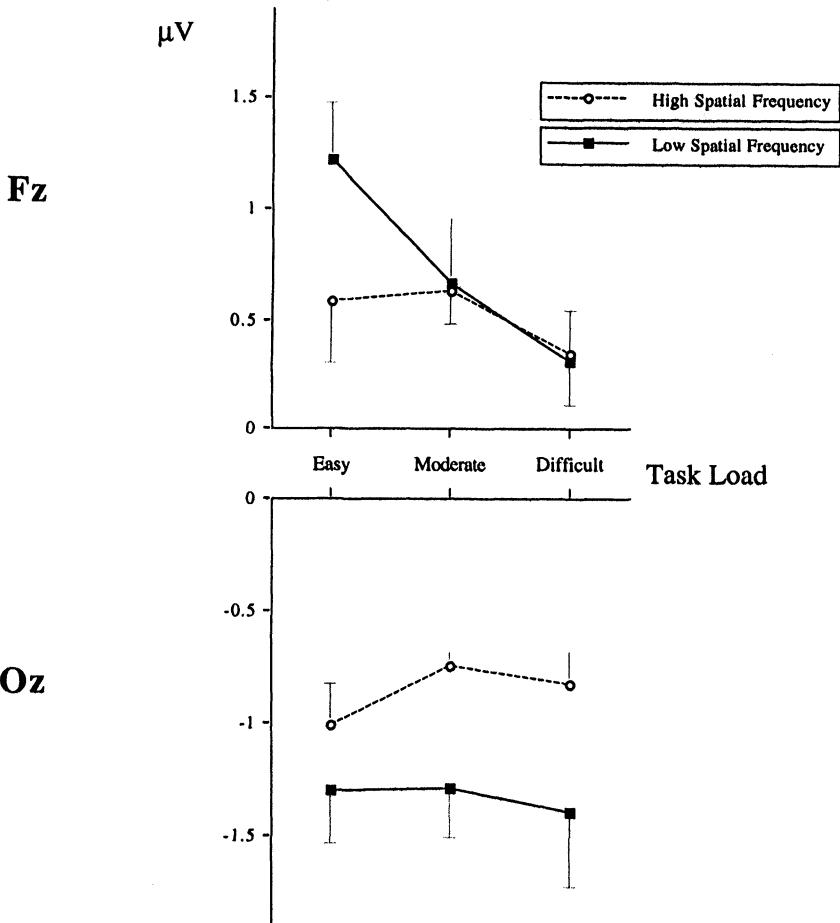 µV
1.5
High Spatial Frequency
Low Spatial Frequency
Fz
1
0.5
0
Easy Moderate Difficult
Task Load
0
-0.5
Oz
-1
-1.5